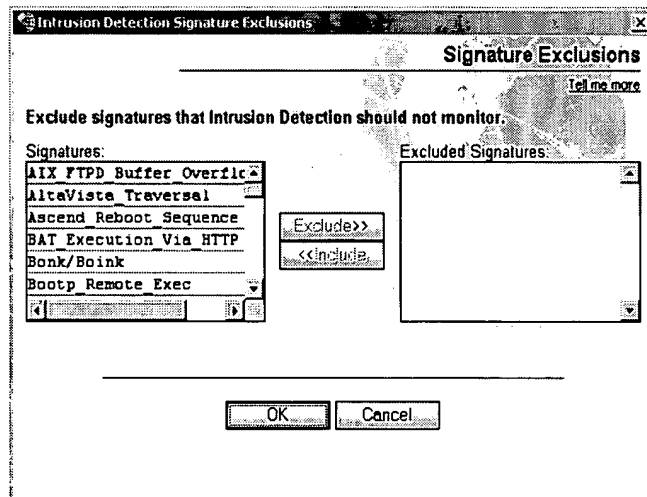 Intrusion Detection Signature Exclusions
Signature Exclusions
Tell me more
Exclude signatures that Intrusion Detection should not monitor.
Signatures:
Excluded Signatures:
AIX_FTPD_Buffer_Overflo
AltaVista_Traversal
Ascend_Reboot_Sequence
BAT_Execution_Via_HTTP
Bonk/Boink
Bootp_Remote_Exec
Exclude>>
<<Include
OK
Cancel